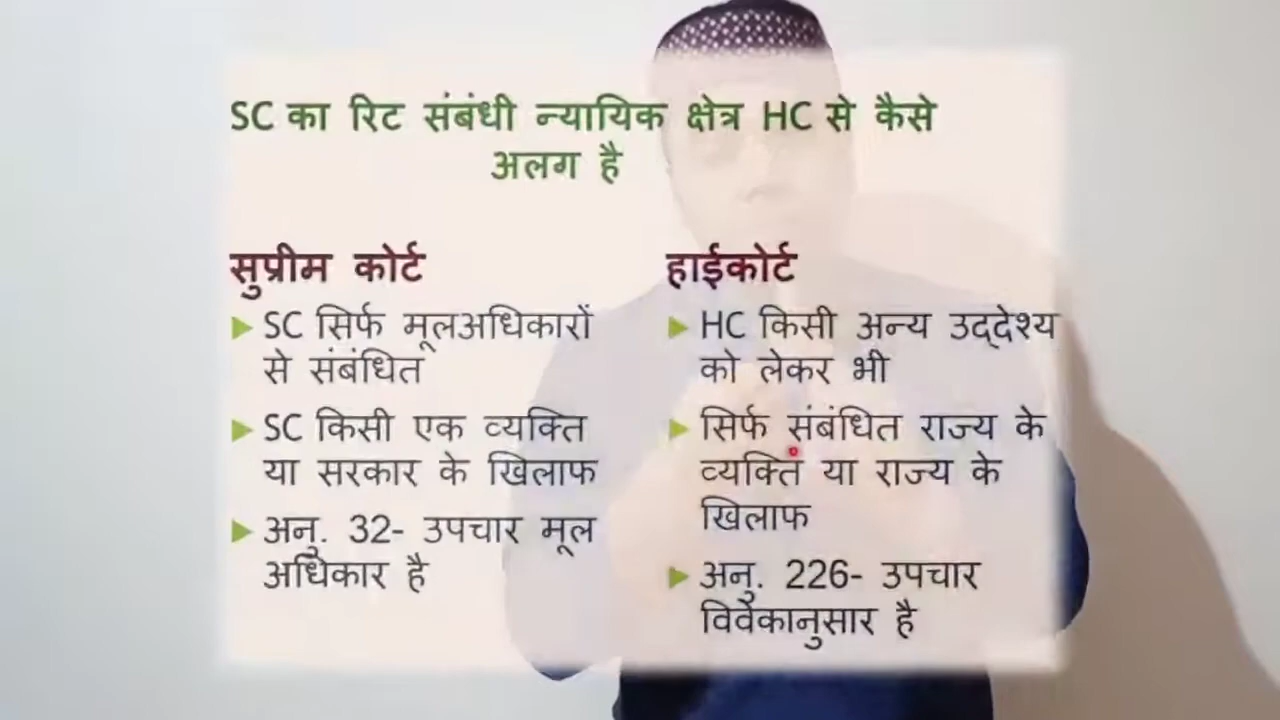 SC का रिट संबंधी न्यायिक क्षेत्र HC से कैसे
अलग है
सुप्रीम कोर्ट
SC सिर्फ मूलअधिकारों
से संबंधित
SC किसी एक व्यक्ति
या सरकार के खिलाफ
अनु. 32- उपचार मूल
अधिकार है
हाईकोर्ट
HC किसी अन्य उद्देश्य
को लेकर भी
सिर्फ संबंधित राज्य के
व्यक्ति या राज्य के
खिलाफ
अनु. 226- उपचार
विवेकानुसार है